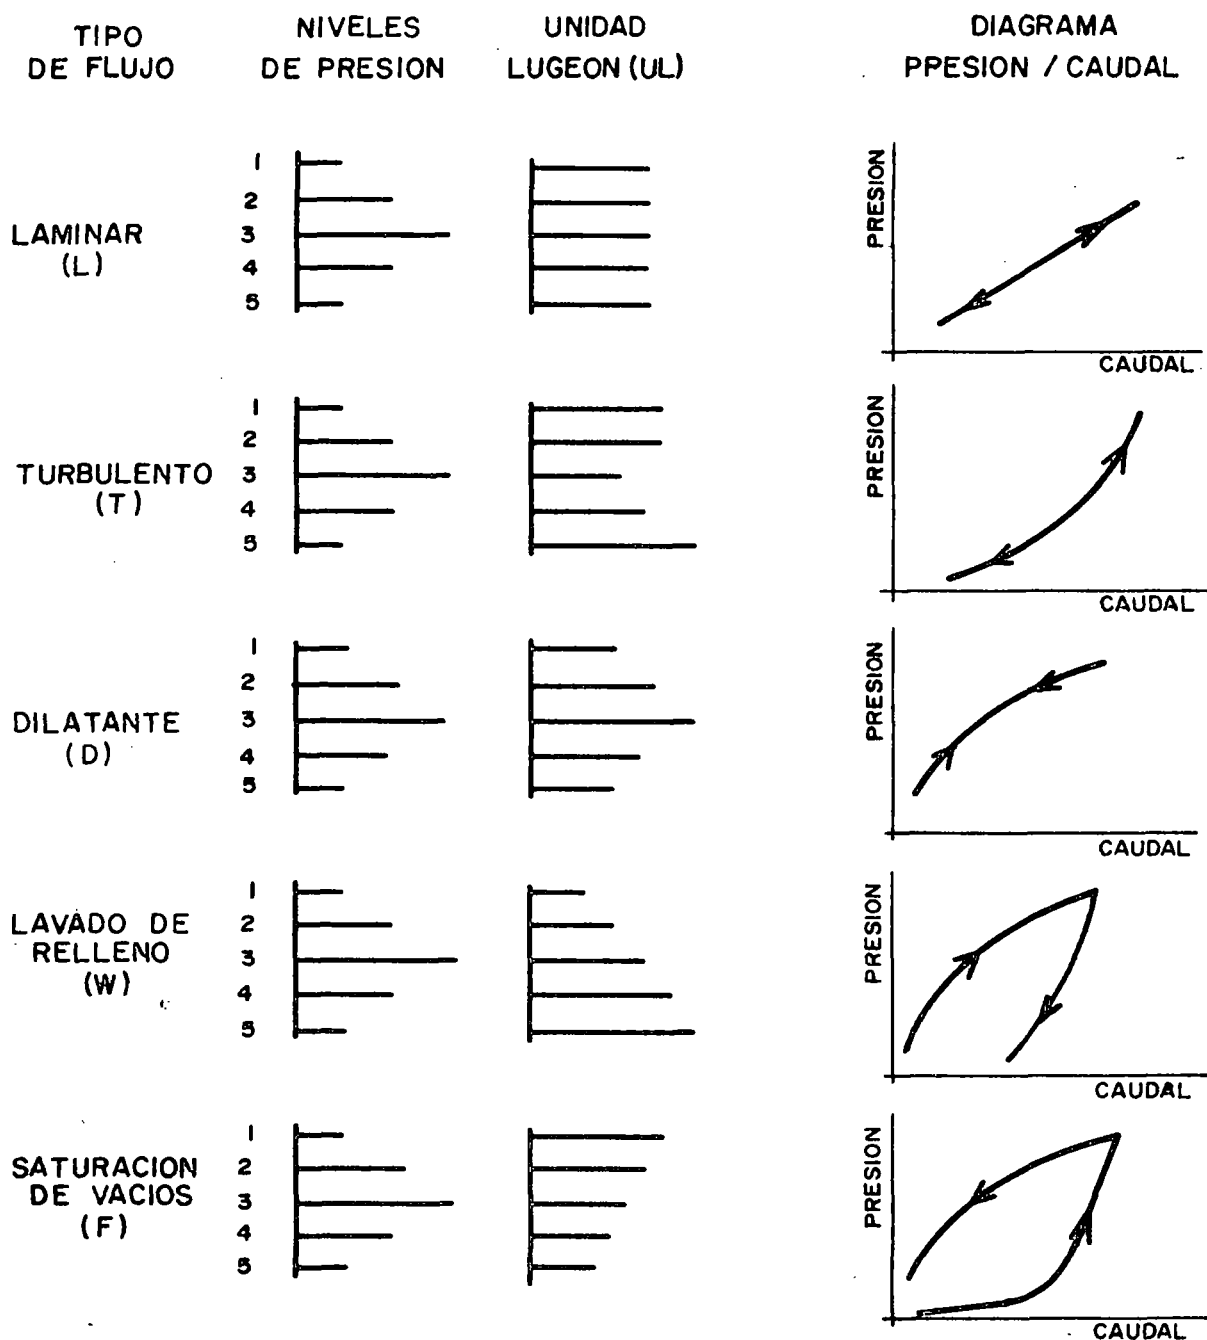 TIPO
DE FLUJO
NIVELES
DE PRESION
UNIDAD
LUGEON (UL)
DIAGRAMA
PPESION / CAUDAL
LAMINAR
(L)
1
2
3
4
5
PRESION
CAUDAL
TURBULENTO
(T)
1
2
3
4
5
PRESION
CAUDAL
DILATANTE
(D)
1
2
3
4
5
PRESION
CAUDAL
LAVADO DE
RELLENO
(W)
1
2
3
4
5
PRESION
CAUDAL
SATURACION
DE VACIOS
(F)
1
2
3
4
5
PRESION
CAUDAL